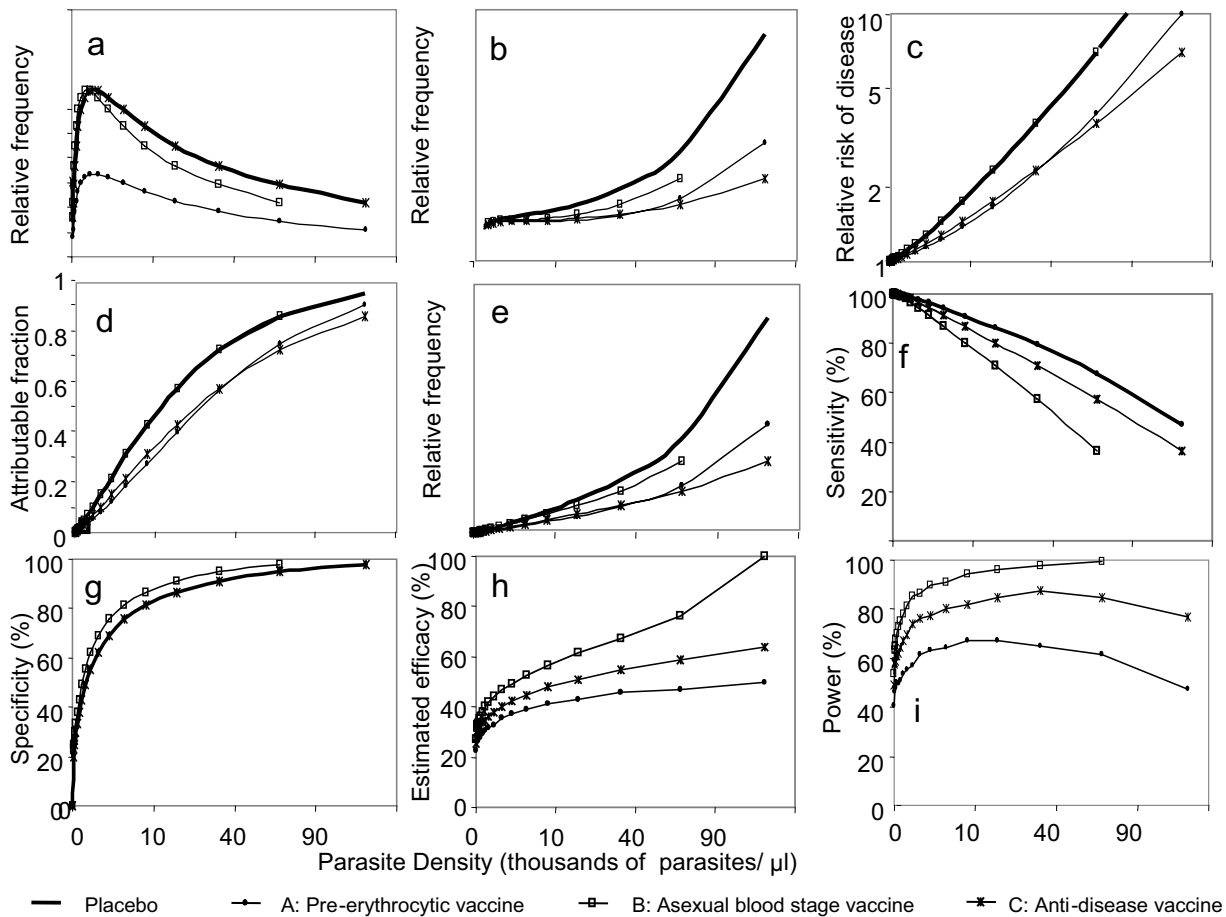 a
Relative frequency
b
Relative frequency
c
Relative risk of disease
10
5
2
1
d
Attributable fraction
1
0.8
0.6
0.4
0.2
0
e
Relative frequency
f
Sensitivity (%)
100
80
60
40
20
g
Specificity (%)
100
80
60
40
20
0
0 10 40 90
h
Estimated efficacy (%)
100
80
60
40
20
0
0 10 40 90
i
Power (%)
100
80
60
40
20
0
0 10 40 90
Parasite Density (thousands of parasites/ µl)
Placebo A: Pre-erythrocytic vaccine B: Asexual blood stage vaccine C: Anti-disease vaccine